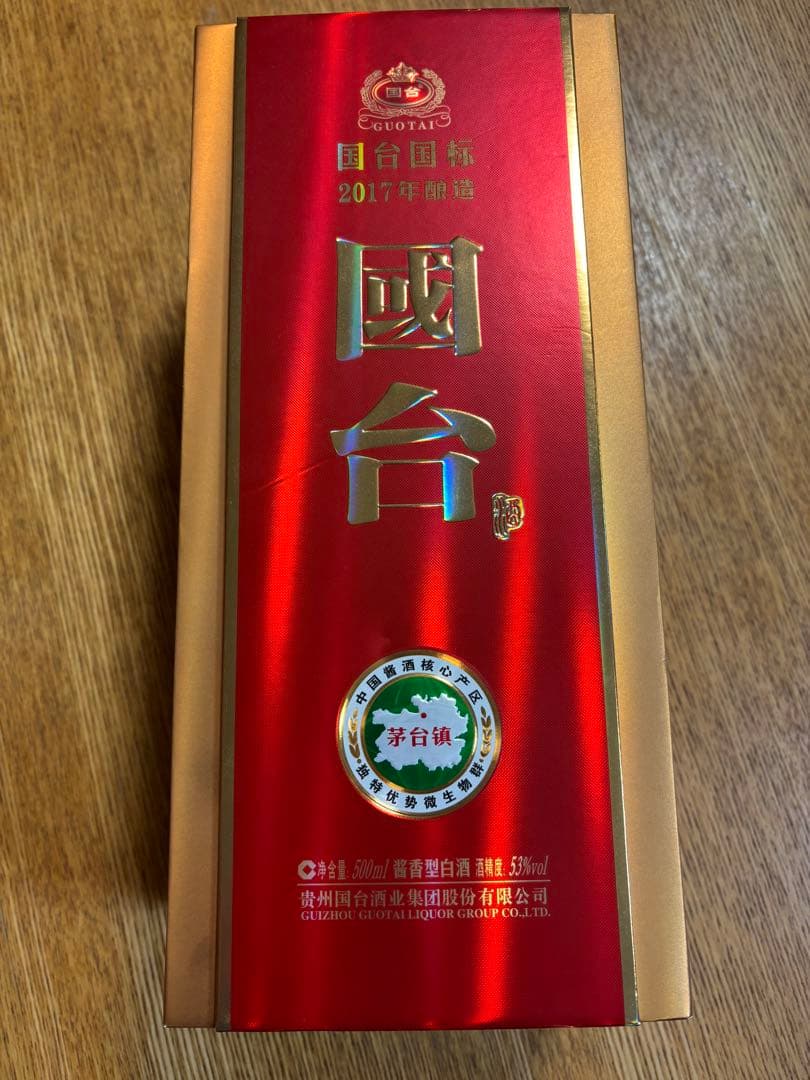 国台
GUOTAI
国台国标
2017年酿造
國
台
酒
中国酱酒核心产区
茅台镇
独特优势微生物群
净含量: 500ml 酱香型白酒 酒精度: 53%vol
贵州国台酒业集团股份有限公司
GUIZHOU GUOTAI LIQUOR GROUP CO.,LTD.